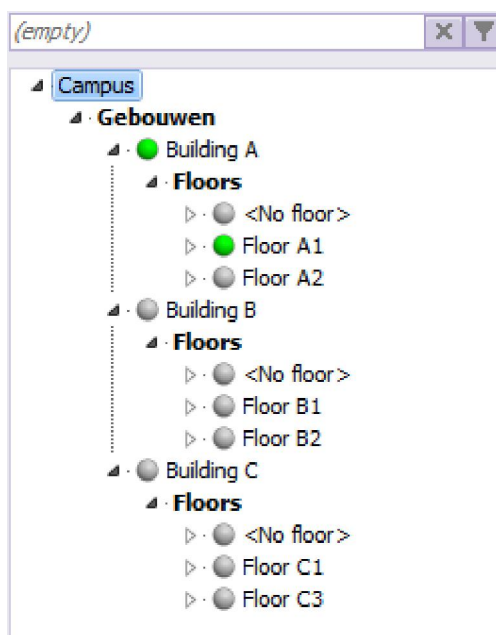 (empty)
Campus
Gebouwen
Building A
Floors
<No floor>
Floor A1
Floor A2
Building B
Floors
<No floor>
Floor B1
Floor B2
Building C
Floors
<No floor>
Floor C1
Floor C3